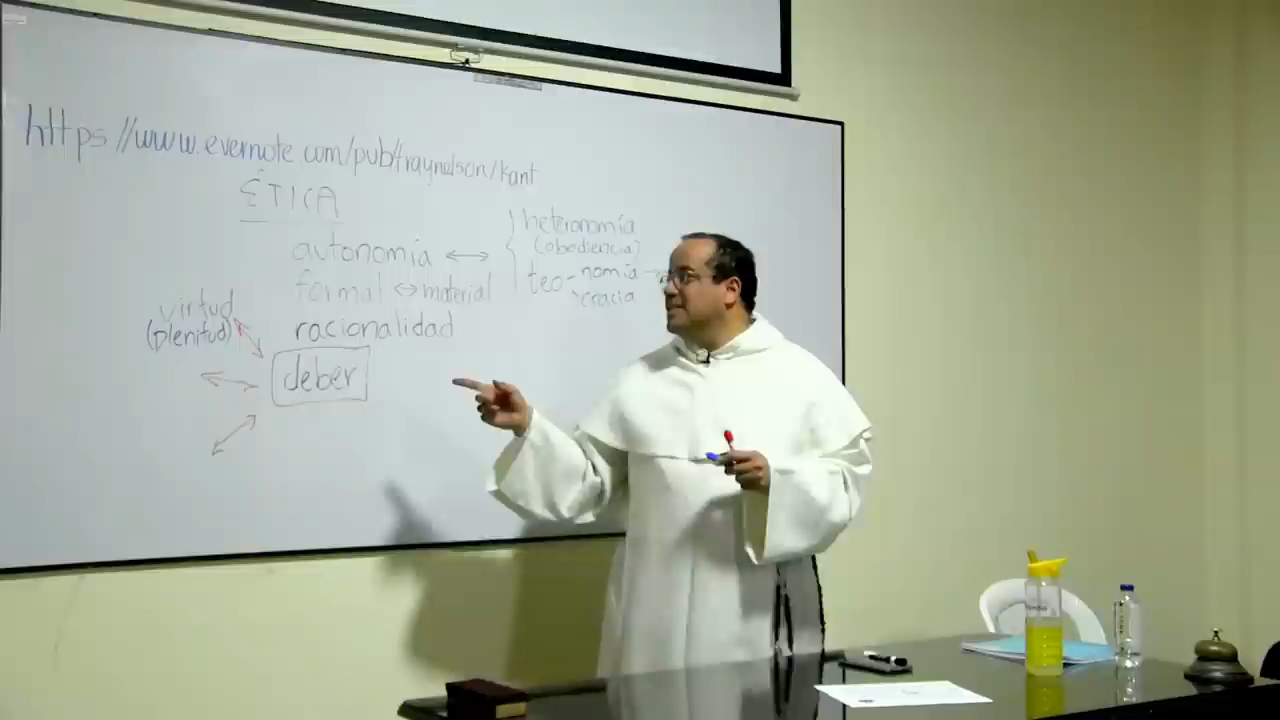 https://www.evernote.com/pub/fraynelson/kant
ÉTICA
autonomía ↔ { heteronomía
(obediencia)
teo-nomía →
cracia
formal ↔ material
virtud
(plenitud)
racionalidad
deber